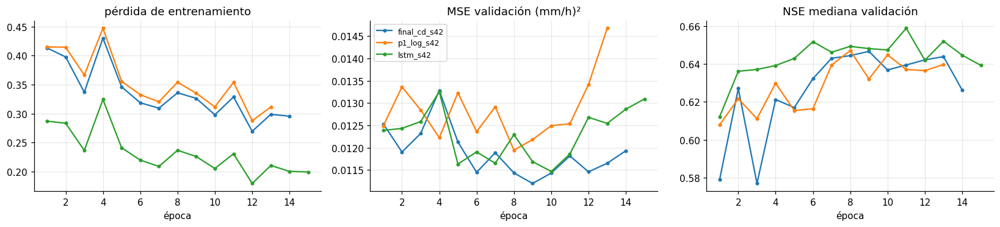 pérdida de entrenamiento
0.45
0.40
0.35
0.30
0.25
0.20
2 4 6 8 10 12 14
época
MSE validación (mm/h)²
final_cd_s42
p1_log_s42
lstm_s42
0.0145
0.0140
0.0135
0.0130
0.0125
0.0120
0.0115
2 4 6 8 10 12 14
época
NSE mediana validación
0.66
0.64
0.62
0.60
0.58
2 4 6 8 10 12 14
época